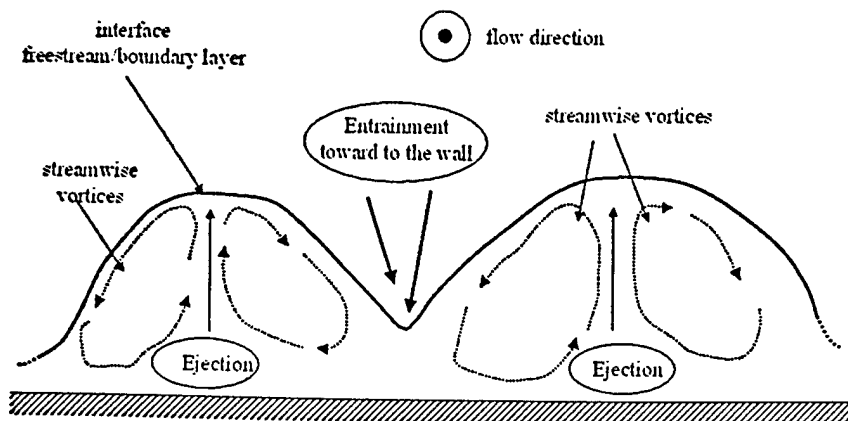 interface
freestream/boundary layer
flow direction
Entrainment
toward to the wall
streamwise vortices
streamwise
vortices
Ejection
Ejection